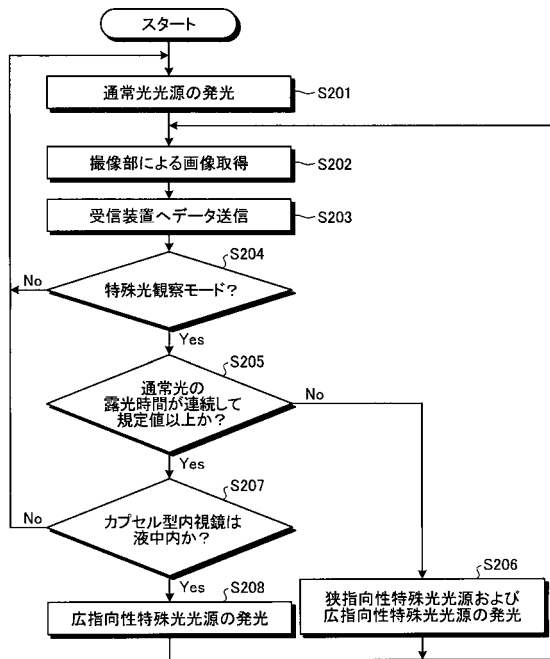 スタート
通常光光源の発光
S201
撮像部による画像取得
S202
受信装置へデータ送信
S203
S204
特殊光観察モード?
No
Yes
S205
通常光の
露光時間が連続して
規定値以上か?
No
Yes
S207
カプセル型内視鏡は
液中内か?
No
Yes
S208
広指向性特殊光光源の発光
S206
狭指向性特殊光光源および
広指向性特殊光光源の発光